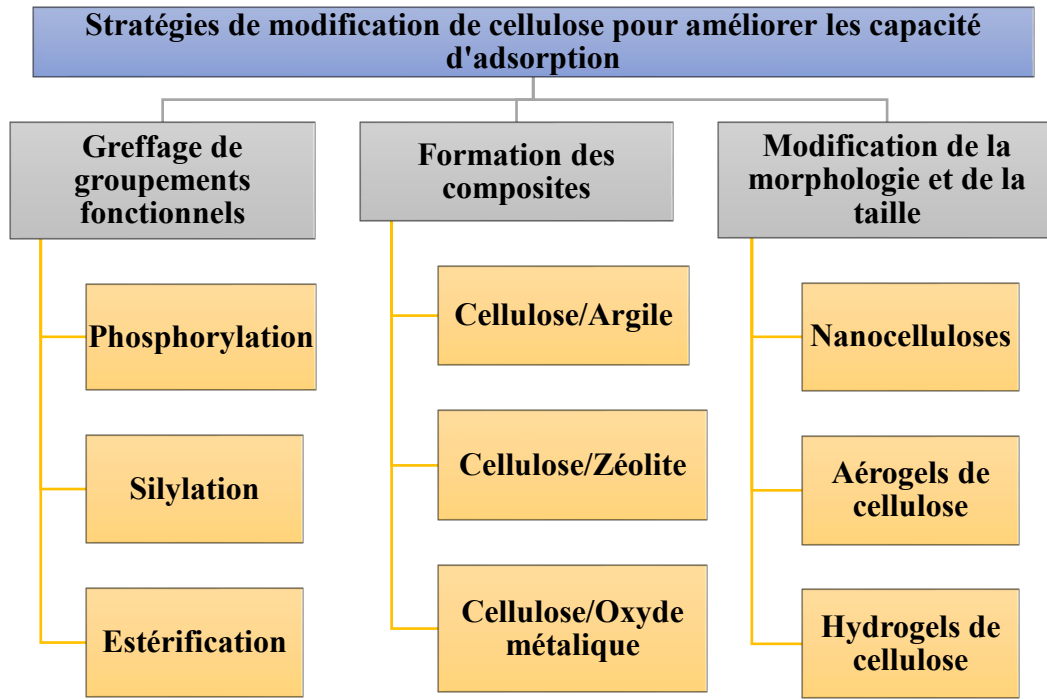 Stratégies de modification de cellulose pour améliorer les capacité
d'adsorption
Greffage de
groupements
fonctionnels
Phosphorylation
Silylation
Estérification
Formation des
composites
Cellulose/Argile
Cellulose/Zéolite
Cellulose/Oxyde
métalique
Modification de la
morphologie et de la
taille
Nanocelluloses
Aérogels de
cellulose
Hydrogels de
cellulose